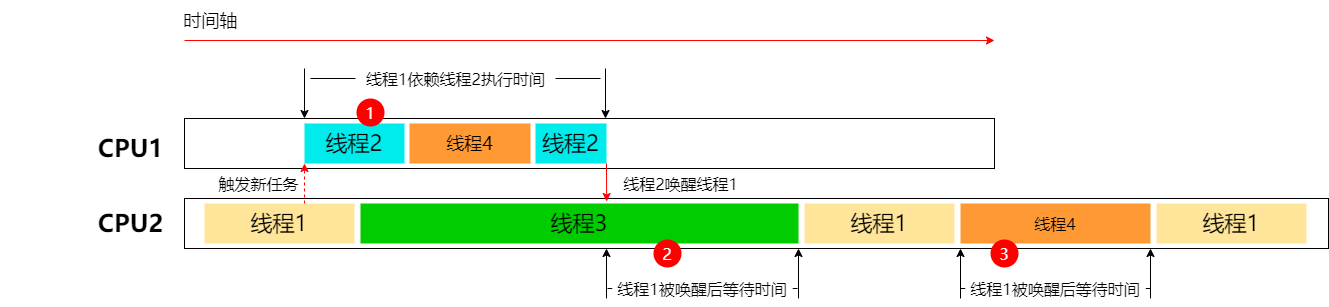 时间轴
线程1依赖线程2执行时间
1
CPU1
线程2
线程4
线程2
触发新任务
线程2唤醒线程1
CPU2
线程1
线程3
线程1
线程4
线程1
2
3
线程1被唤醒后等待时间
线程1被唤醒后等待时间